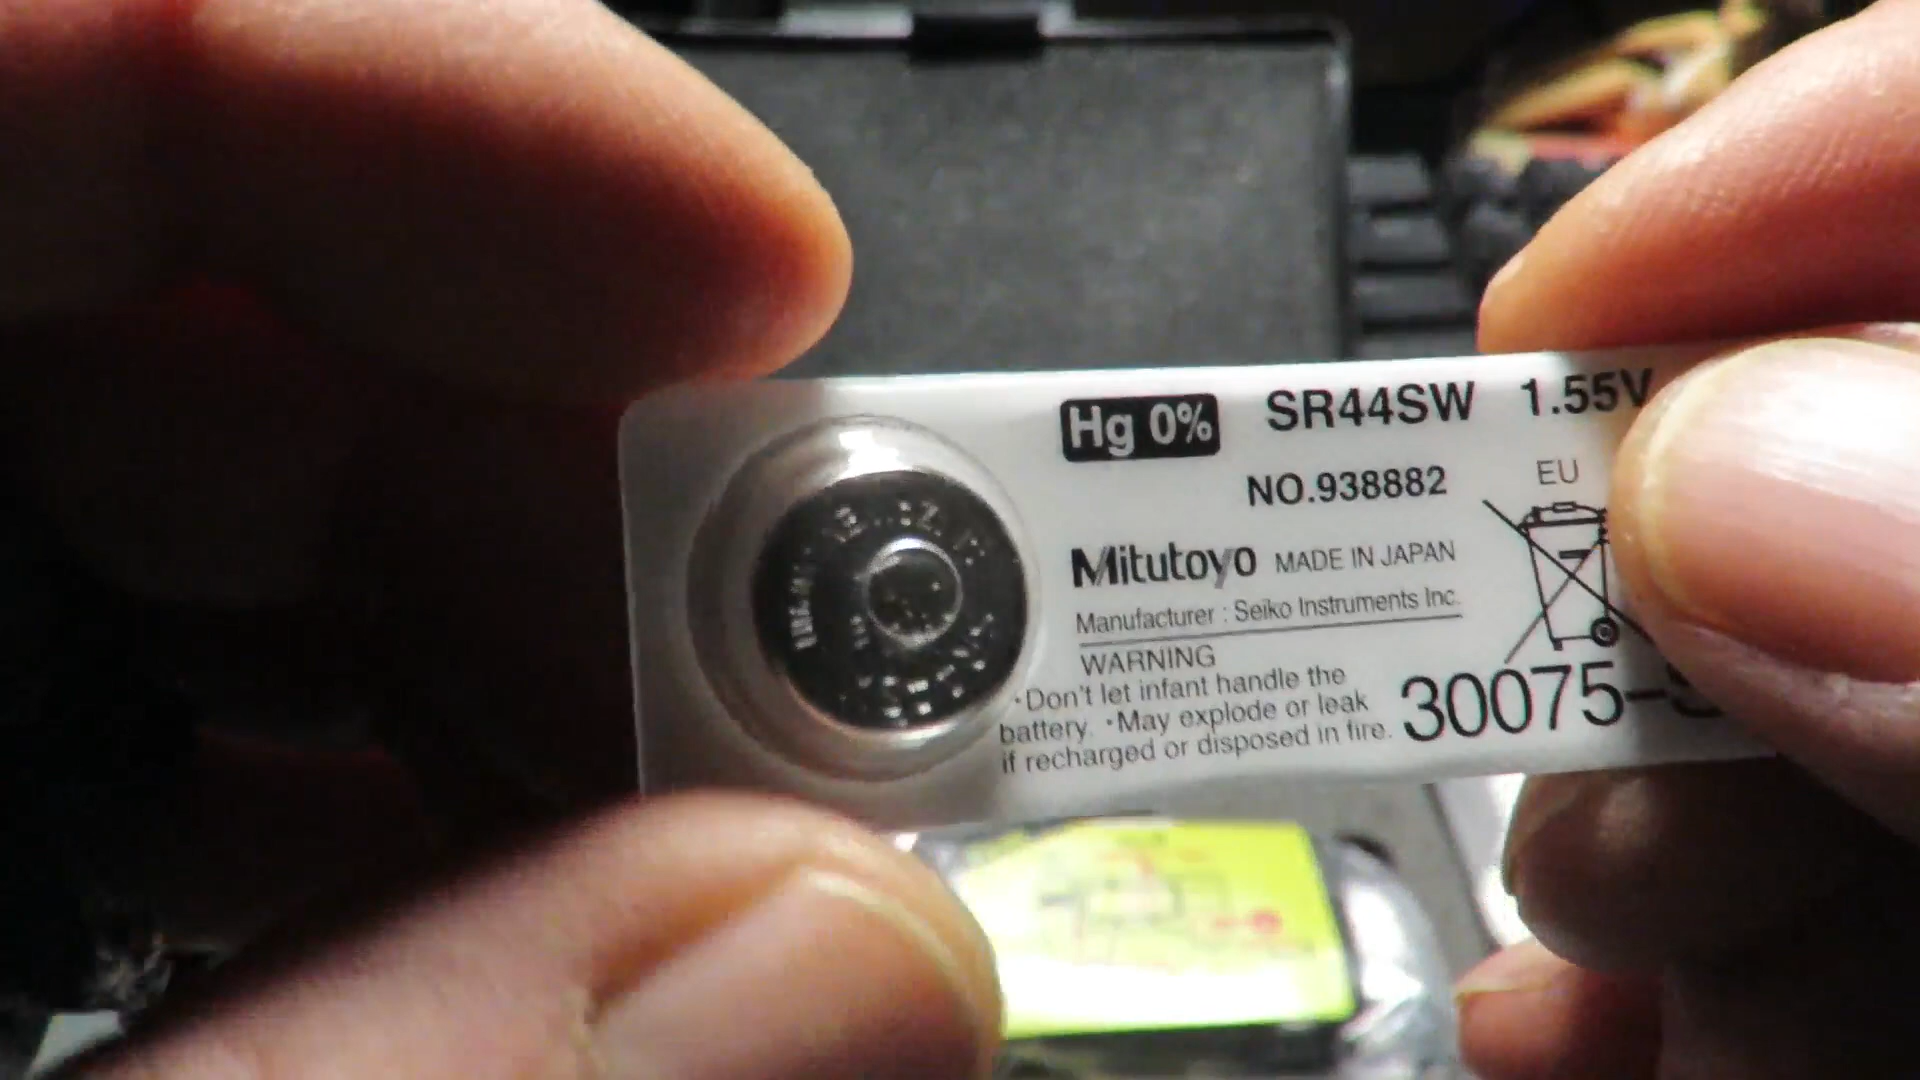 Hg 0% SR44SW 1.55V
NO.938882
EU
Mitutoyo MADE IN JAPAN
Manufacturer : Seiko Instruments Inc.
WARNING
·Don't let infant handle the
battery. ·May explode or leak
if recharged or disposed in fire.
30075-